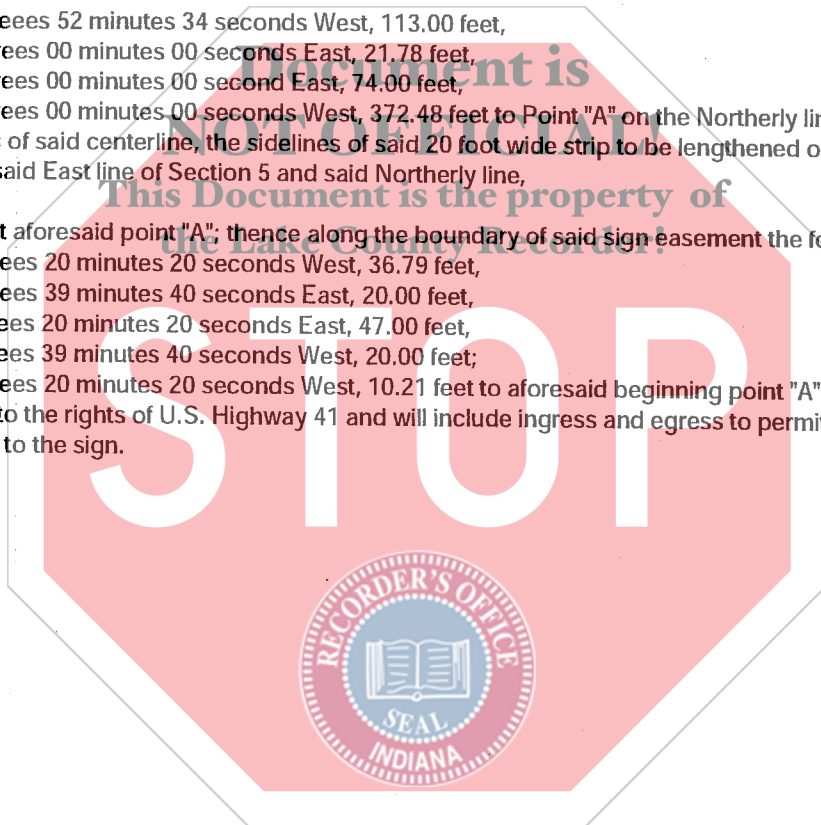 eees 52 minutes 34 seconds West, 113.00 feet,
ees 00 minutes 00 seconds East, 21.78 feet,
Document is
ees 00 minutes 00 second East, 74.00 feet,
ees 00 minutes 00 seconds West, 372.48 feet to Point "A" on the Northerly lin
NOT OFFICIAL!
of said centerline, the sidelines of said 20 foot wide strip to be lengthened o
said East line of Section 5 and said Northerly line,
This Document is the property of
t aforesaid point "A"; thence along the boundary of said sign easement the fo
the Lake County Recorder!
ees 20 minutes 20 seconds West, 36.79 feet,
ees 39 minutes 40 seconds East, 20.00 feet,
ees 20 minutes 20 seconds East, 47.00 feet,
ees 39 minutes 40 seconds West, 20.00 feet;
ees 20 minutes 20 seconds West, 10.21 feet to aforesaid beginning point "A"
to the rights of U.S. Highway 41 and will include ingress and egress to permi
to the sign.
STOP
RECORDER'S OFFICE
SEAL
INDIANA